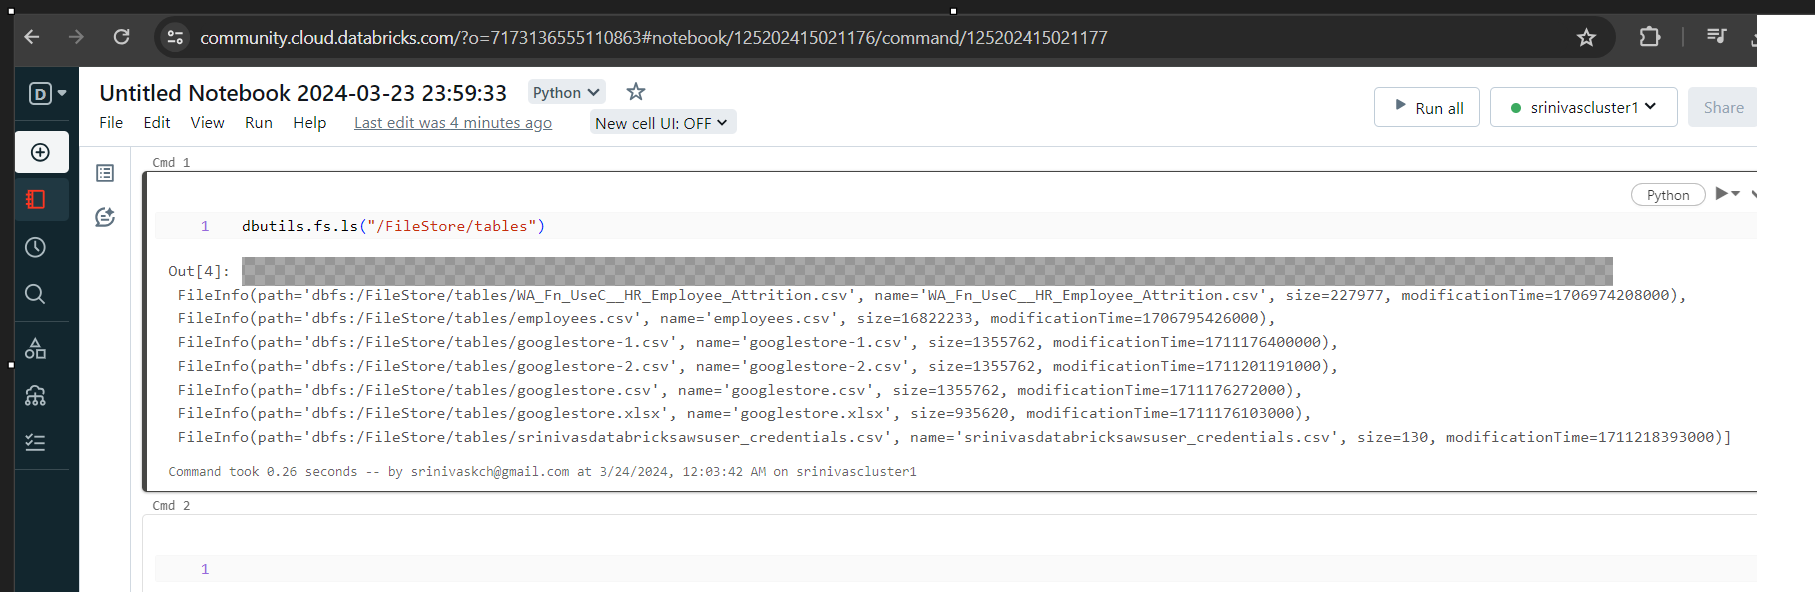 community.cloud.databricks.com/?o=7173136555110863#notebook/125202415021176/command/125202415021177
D
Untitled Notebook 2024-03-23 23:59:33 Python
Run all srinivascluster1 Share
File Edit View Run Help Last edit was 4 minutes ago New cell UI: OFF
Cmd 1
Python
1 dbutils.fs.ls("/FileStore/tables")
Out[4]:
FileInfo(path='dbfs:/FileStore/tables/WA_Fn_UseC__HR_Employee_Attrition.csv', name='WA_Fn_UseC__HR_Employee_Attrition.csv', size=227977, modificationTime=1706974208000),
FileInfo(path='dbfs:/FileStore/tables/employees.csv', name='employees.csv', size=16822233, modificationTime=1706795426000),
FileInfo(path='dbfs:/FileStore/tables/googlestore-1.csv', name='googlestore-1.csv', size=1355762, modificationTime=1711176400000),
FileInfo(path='dbfs:/FileStore/tables/googlestore-2.csv', name='googlestore-2.csv', size=1355762, modificationTime=1711201191000),
FileInfo(path='dbfs:/FileStore/tables/googlestore.csv', name='googlestore.csv', size=1355762, modificationTime=1711176272000),
FileInfo(path='dbfs:/FileStore/tables/googlestore.xlsx', name='googlestore.xlsx', size=935620, modificationTime=1711176103000),
FileInfo(path='dbfs:/FileStore/tables/srinivasdatabricksawsuser_credentials.csv', name='srinivasdatabricksawsuser_credentials.csv', size=130, modificationTime=1711218393000)]
Command took 0.26 seconds -- by srinivaskch@gmail.com at 3/24/2024, 12:03:42 AM on srinivascluster1
Cmd 2
1